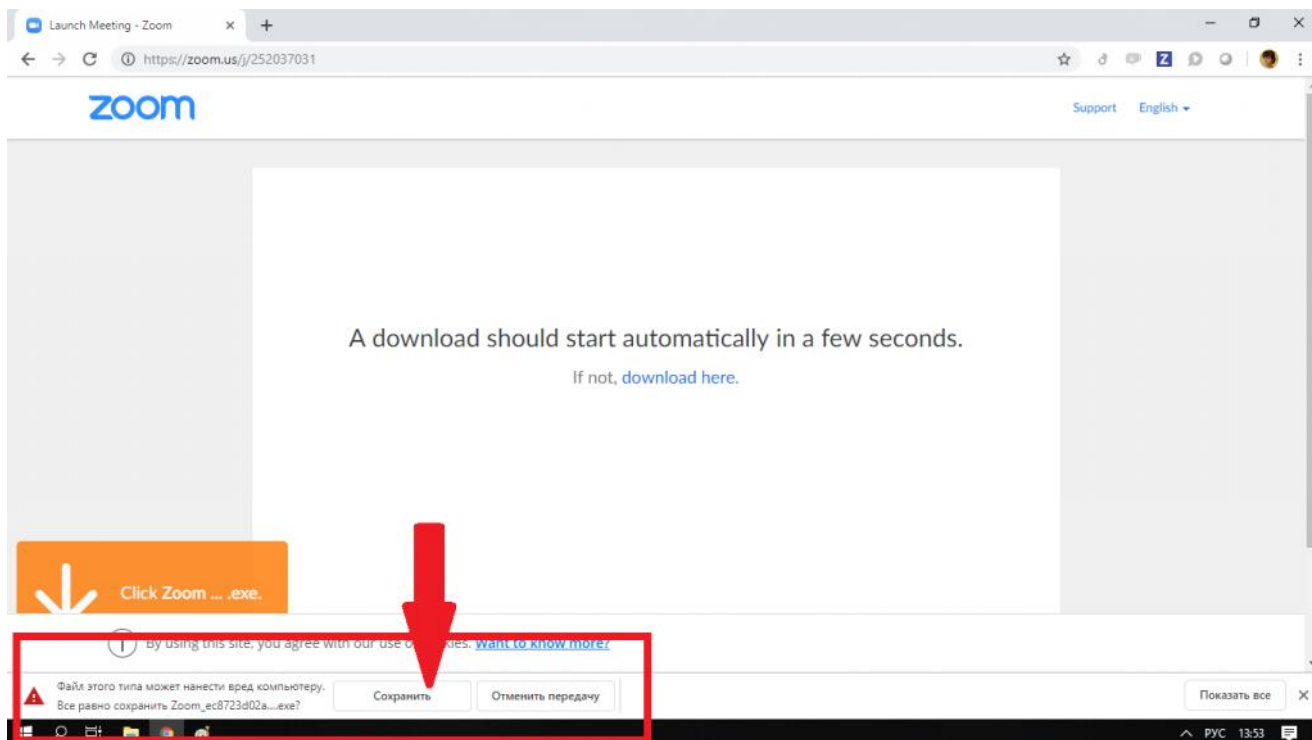 Launch Meeting - Zoom
https://zoom.us/j/252037031
Z
zoom
Support English
A download should start automatically in a few seconds.
If not, download here.
Click Zoom ... .exe.
By using this site, you agree with our use Want to know more?
Файл этого типа может нанести вред компьютеру.
Все равно сохранить Zoom_ec8723d02a....exe?
Сохранить
Отменить передачу
Показать все
РУС 13:53